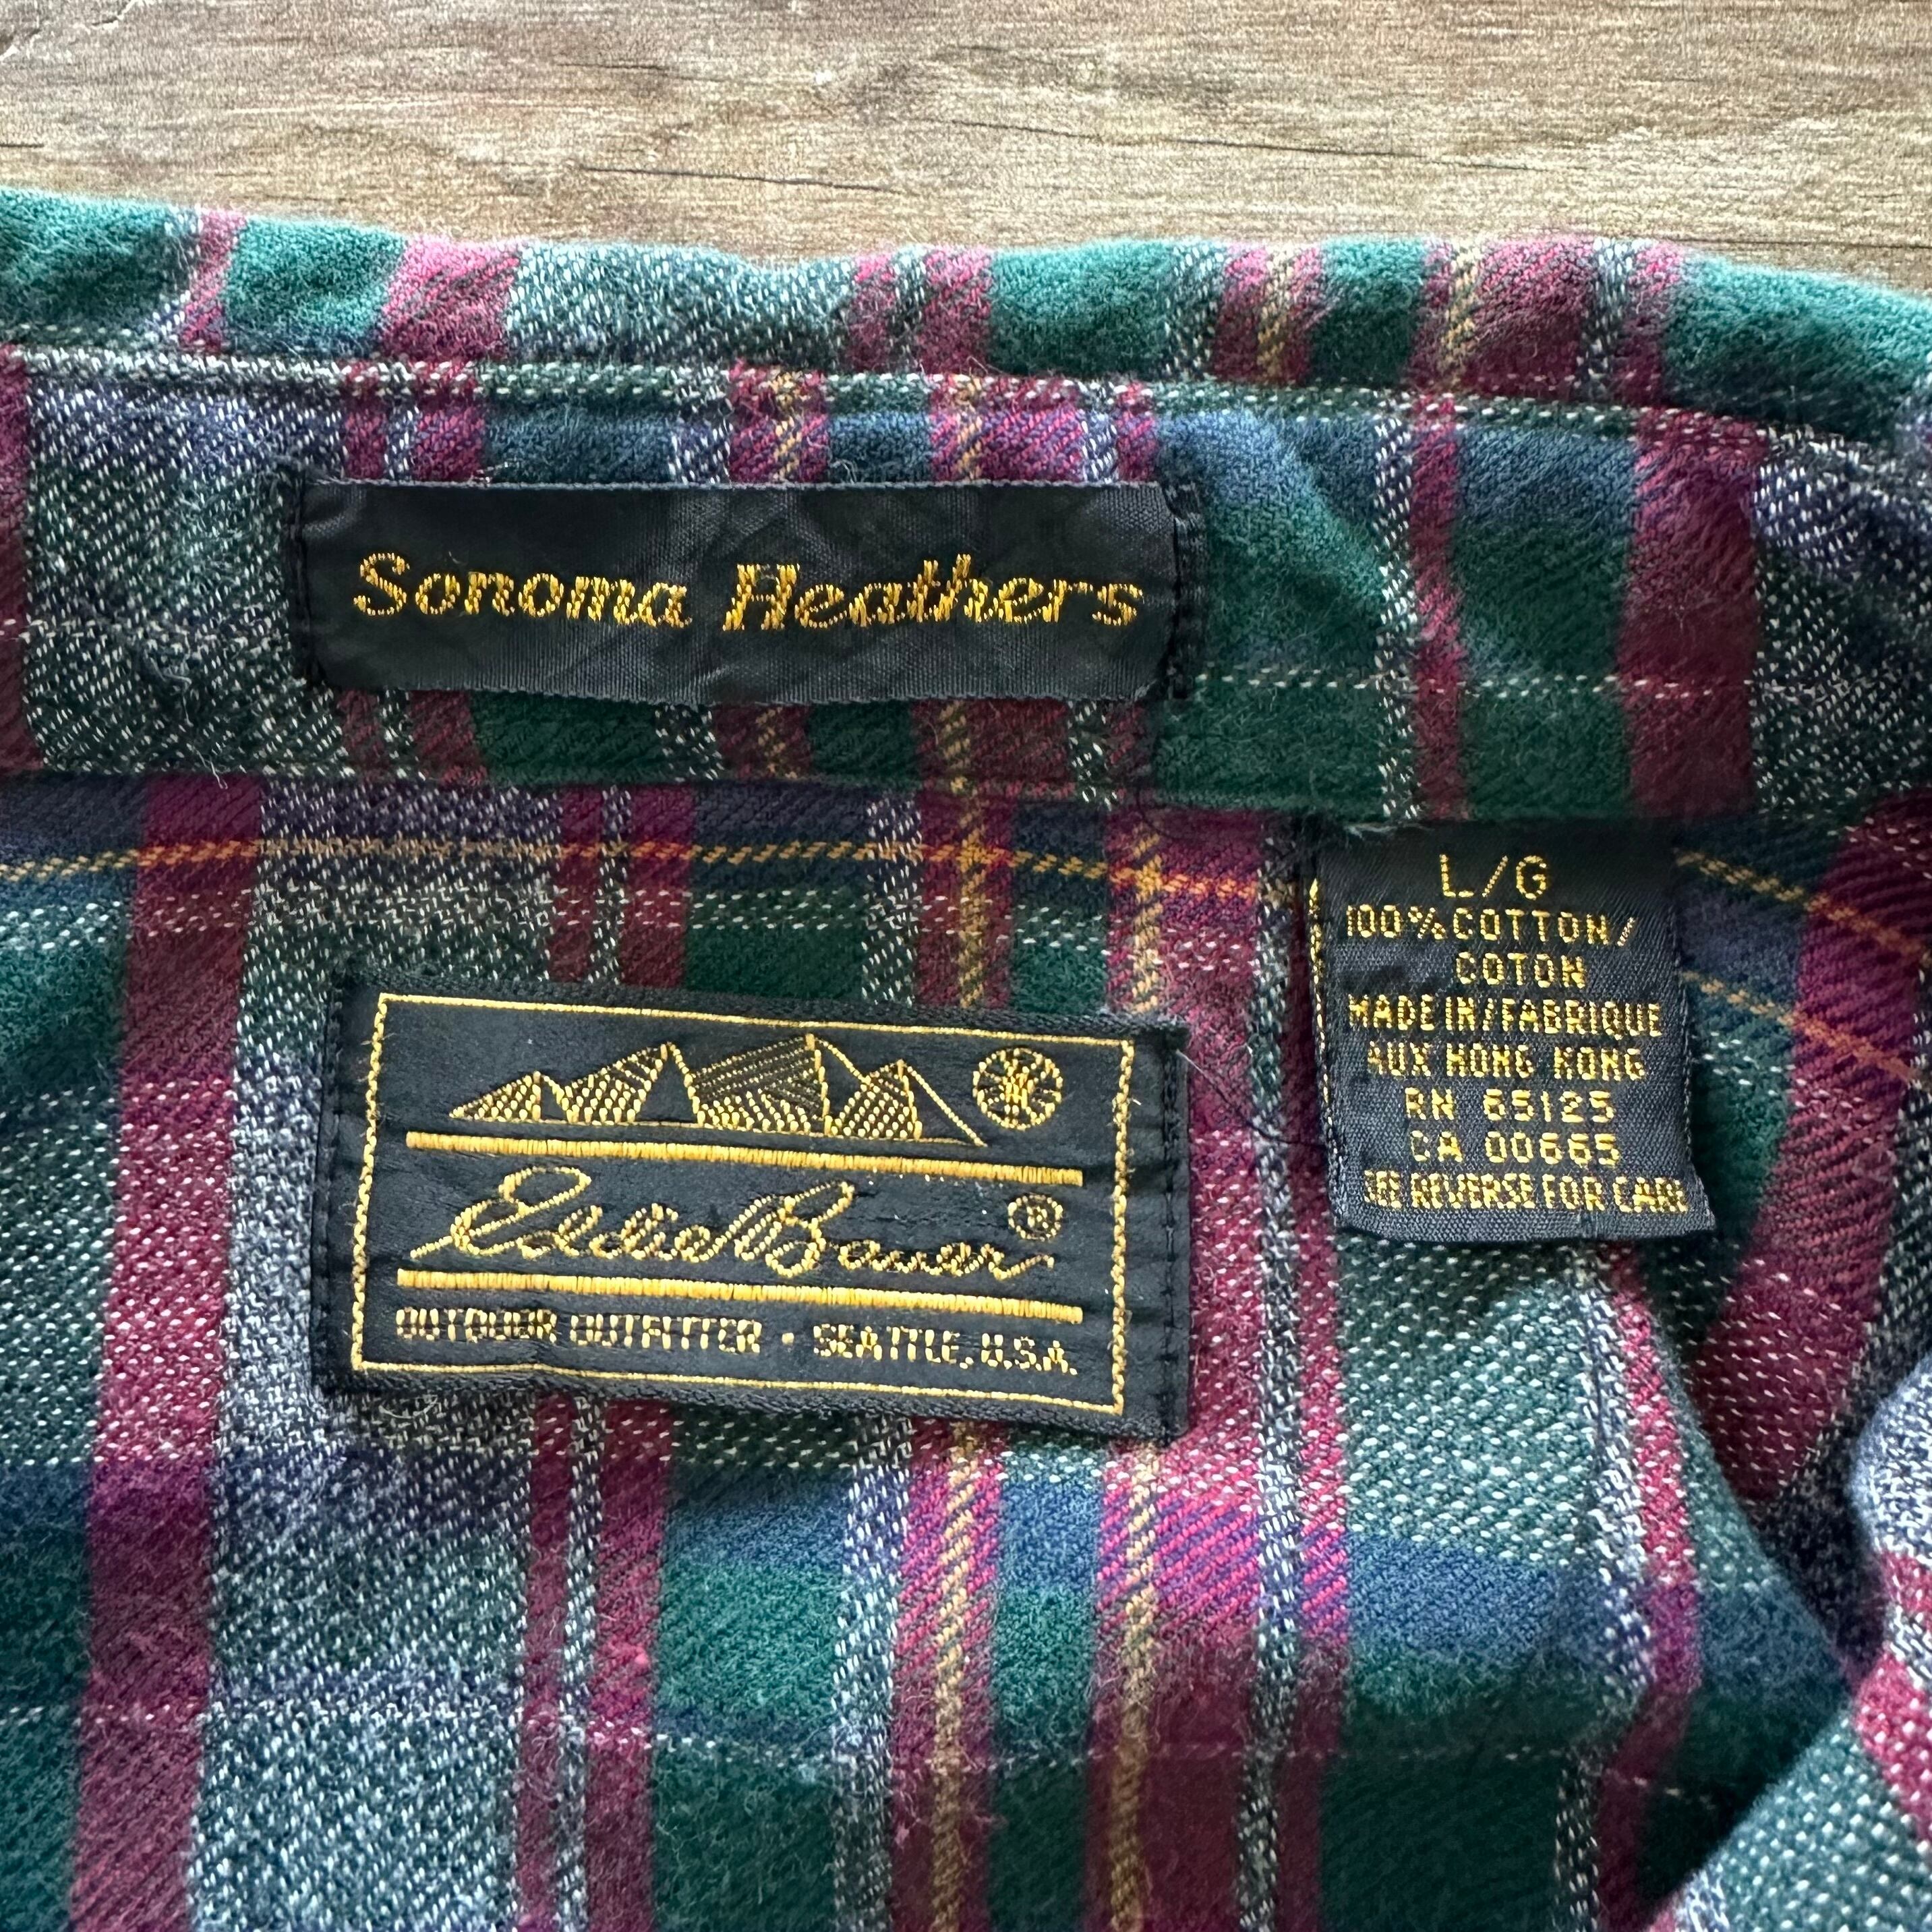 Sonoma Heathers
L/G
100% COTTON/
COTON
MADE IN/FABRIQUE
AUX HONG KONG
RN 65125
CA 00665
SEE REVERSE FOR CARE
Eddie Bauer ®
OUTDOOR OUTFITTER · SEATTLE, U.S.A.